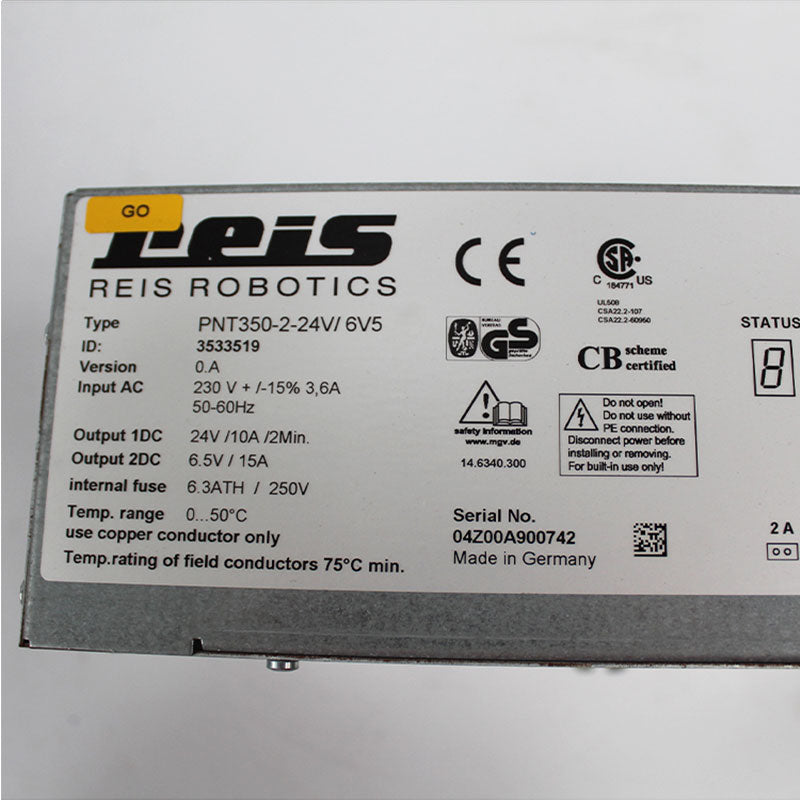 GO
reis
REIS ROBOTICS
Type PNT350-2-24V/ 6V5
ID: 3533519
Version 0.A
Input AC 230 V + /-15% 3,6A
50-60Hz
Output 1DC 24V /10A /2Min.
Output 2DC 6.5V / 15A
internal fuse 6.3ATH / 250V
Temp. range 0...50°C
use copper conductor only
Temp.rating of field conductors 75°C min.
CE
CSA
C US
184771
UL508
CSA22.2-107
CSA22.2-60950
BUREAU
VERITAS
GS
geprüfte
Sicherheit
CB scheme
certified
safety information
www.mgv.de
14.6340.300
Do not open!
Do not use without
PE connection.
Disconnect power before
installing or removing.
For built-in use only!
Serial No.
04Z00A900742
Made in Germany
STATUS
8
2 A